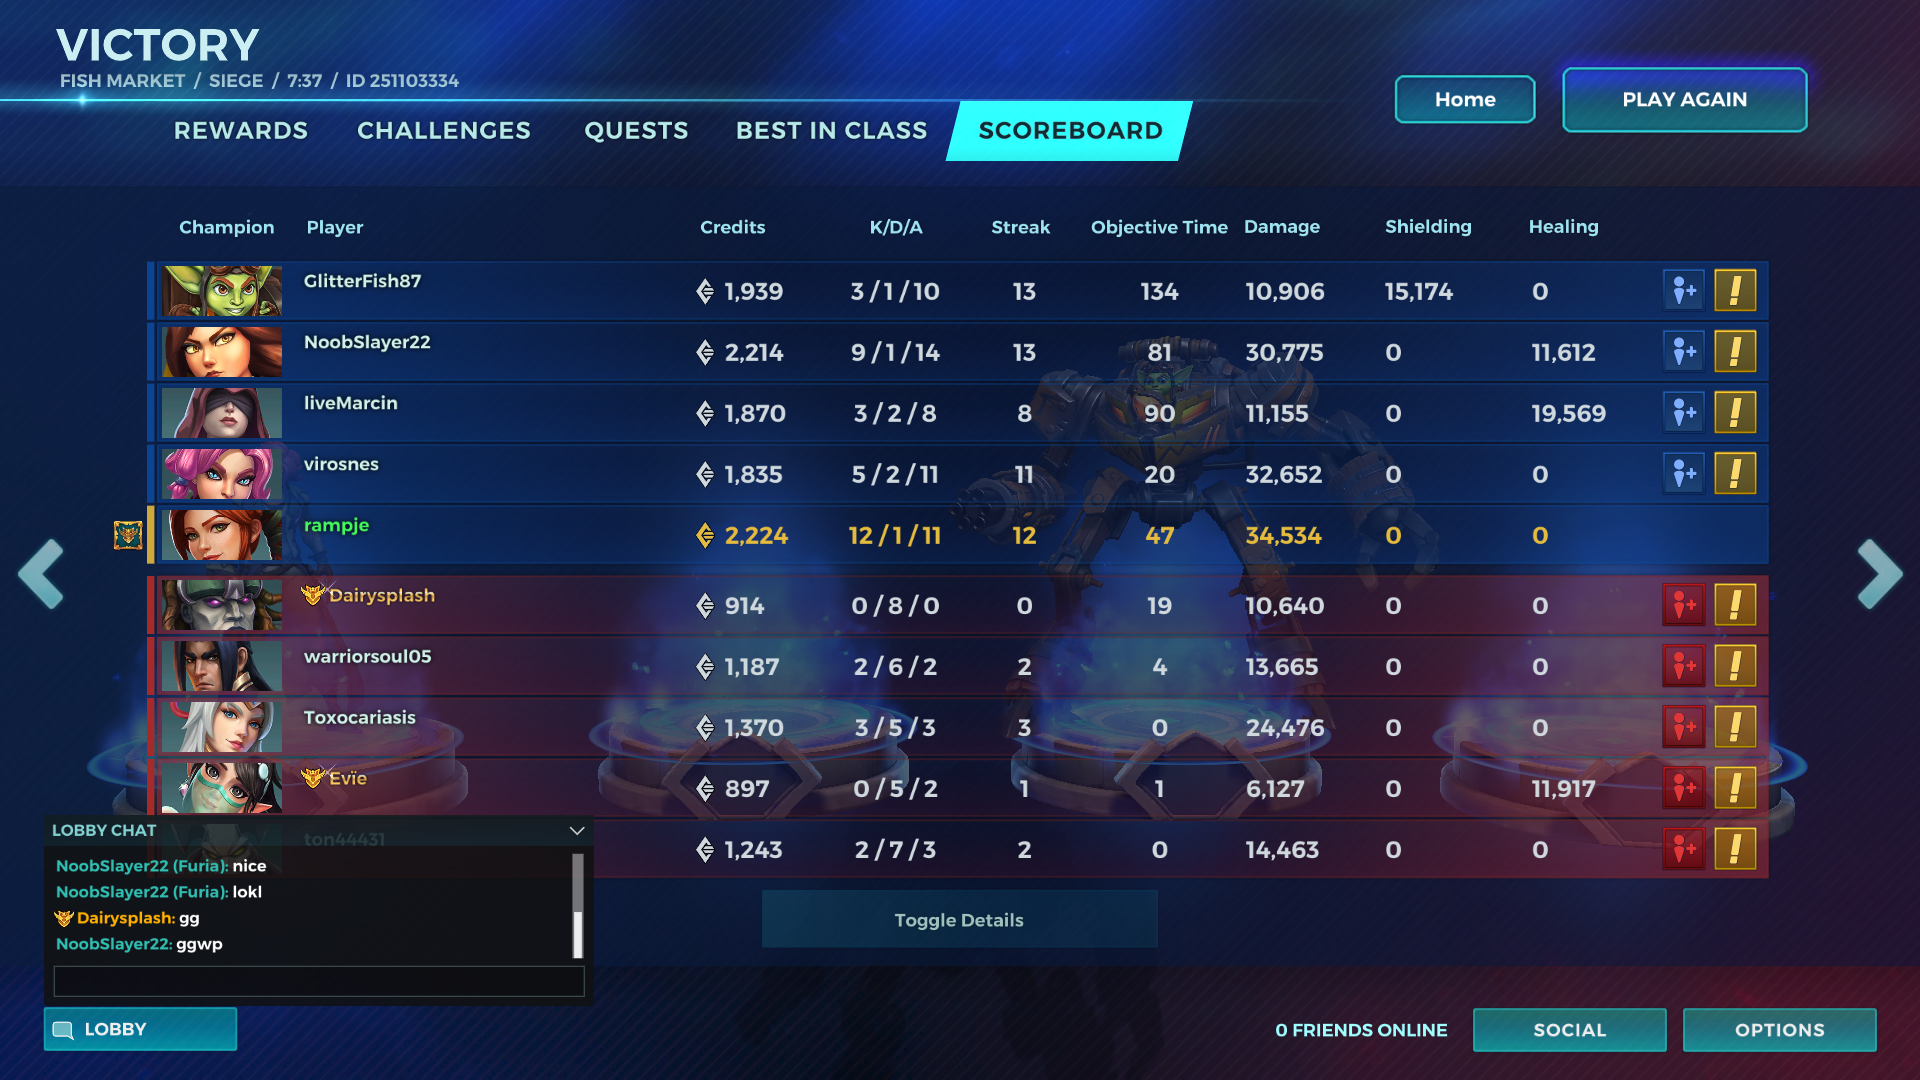 VICTORY
FISH MARKET / SIEGE / 7:37 / ID 251103334
Home
PLAY AGAIN
REWARDS CHALLENGES QUESTS BEST IN CLASS SCOREBOARD
Champion Player Credits K/D/A Streak Objective Time Damage Shielding Healing
GlitterFish87 1,939 3 / 1 / 10 13 134 10,906 15,174 0
NoobSlayer22 2,214 9 / 1 / 14 13 81 30,775 0 11,612
liveMarcin 1,870 3 / 2 / 8 8 90 11,155 0 19,569
virosnes 1,835 5 / 2 / 11 11 20 32,652 0 0
rampje 2,224 12 / 1 / 11 12 47 34,534 0 0
Dairysplash 914 0 / 8 / 0 0 19 10,640 0 0
warriorsoul05 1,187 2 / 6 / 2 2 4 13,665 0 0
Toxocariasis 1,370 3 / 5 / 3 3 0 24,476 0 0
Evïe 897 0 / 5 / 2 1 1 6,127 0 11,917
ton44431 1,243 2 / 7 / 3 2 0 14,463 0 0
LOBBY CHAT
NoobSlayer22 (Furia): nice
NoobSlayer22 (Furia): lokl
Dairysplash: gg
NoobSlayer22: ggwp
Toggle Details
LOBBY
0 FRIENDS ONLINE
SOCIAL
OPTIONS